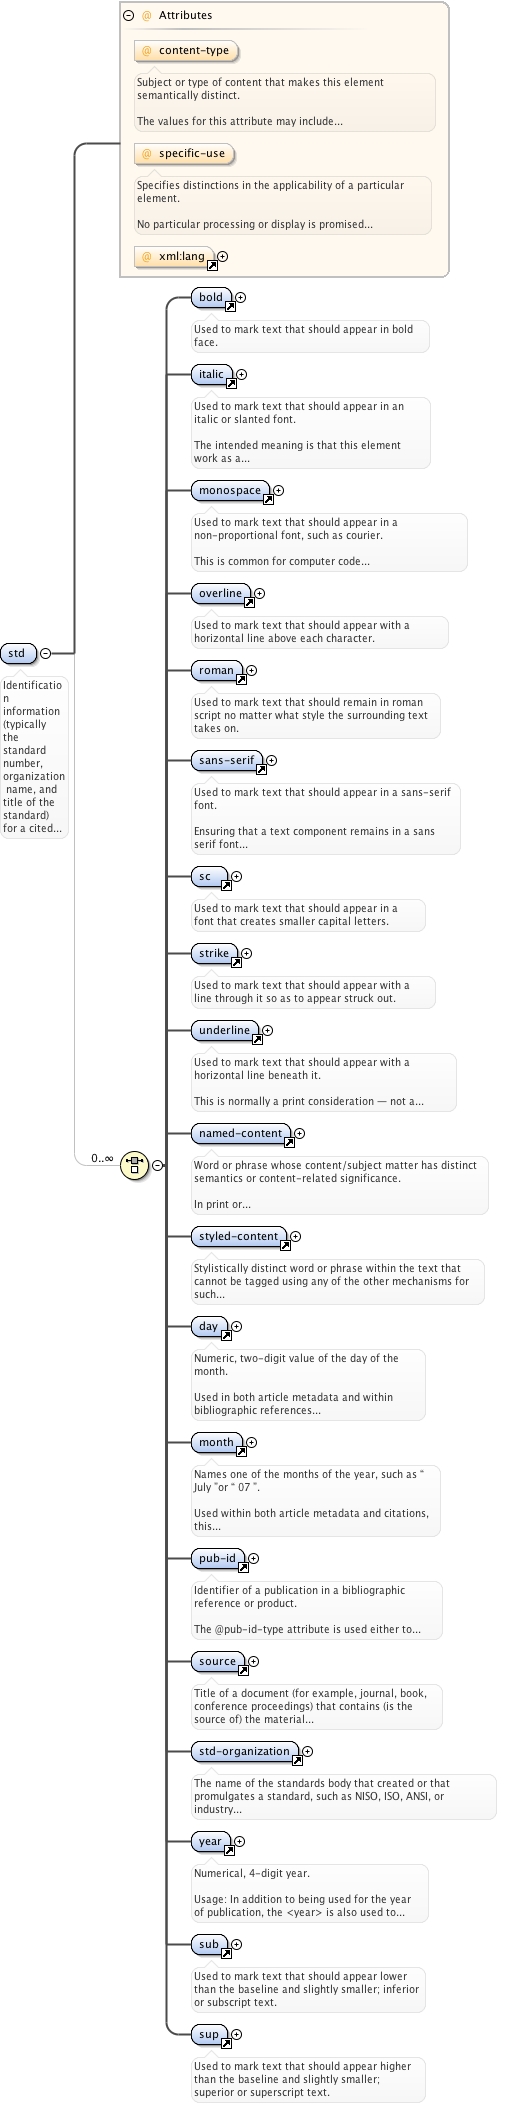 @ Attributes
@ content-type
Subject or type of content that makes this element
semantically distinct.
The values for this attribute may include...
@ specific-use
Specifies distinctions in the applicability of a particular
element.
No particular processing or display is promised...
@ xml:lang
bold
Used to mark text that should appear in bold
face.
italic
Used to mark text that should appear in an
italic or slanted font.
The intended meaning is that this element
work as a...
monospace
Used to mark text that should appear in a
non-proportional font, such as courier.
This is common for computer code...
overline
Used to mark text that should appear with a
horizontal line above each character.
std
Identificatio
n
information
(typically
the
standard
number,
organization
name, and
title of the
standard)
for a cited...
roman
Used to mark text that should remain in roman
script no matter what style the surrounding text
takes on.
sans-serif
Used to mark text that should appear in a sans-serif
font.
Ensuring that a text component remains in a sans
serif font...
sc
Used to mark text that should appear in a
font that creates smaller capital letters.
strike
Used to mark text that should appear with a
line through it so as to appear struck out.
underline
Used to mark text that should appear with a
horizontal line beneath it.
This is normally a print consideration — not a...
0..∞
named-content
Word or phrase whose content/subject matter has distinct
semantics or content-related significance.
In print or...
styled-content
Stylistically distinct word or phrase within the text that
cannot be tagged using any of the other mechanisms for
such...
day
Numeric, two-digit value of the day of the
month.
Used in both article metadata and within
bibliographic references...
month
Names one of the months of the year, such as “
July ”or “ 07 ”.
Used within both article metadata and citations,
this...
pub-id
Identifier of a publication in a bibliographic
reference or product.
The @pub-id-type attribute is used either to...
source
Title of a document (for example, journal, book,
conference proceedings) that contains (is the
source of) the material...
std-organization
The name of the standards body that created or that
promulgates a standard, such as NISO, ISO, ANSI, or
industry...
year
Numerical, 4-digit year.
Usage: In addition to being used for the year
of publication, the <year> is also used to...
sub
Used to mark text that should appear lower
than the baseline and slightly smaller; inferior
or subscript text.
sup
Used to mark text that should appear higher
than the baseline and slightly smaller;
superior or superscript text.